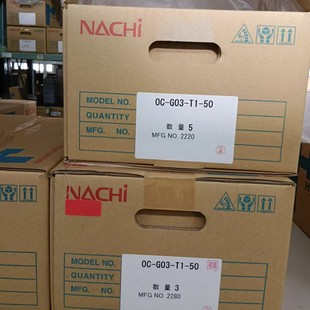 NACHi
MODEL NO.
QUANTITY
MFG. NO.
OC-G03-T1-50
数量 5
MFG NO. 2220
NACHi
MODEL NO.
QUANTITY
MFG. NO.
OC-G03-T1-50
数量 3
MFG NO. 2280